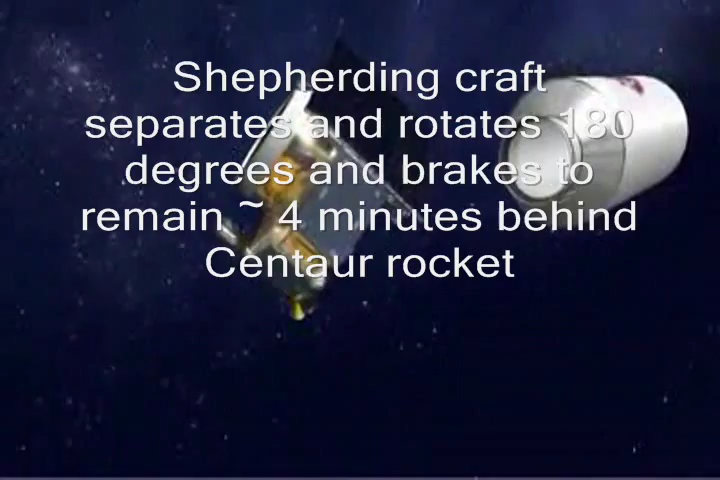 Shepherding craft
separates and rotates 180
degrees and brakes to
remain ~ 4 minutes behind
Centaur rocket